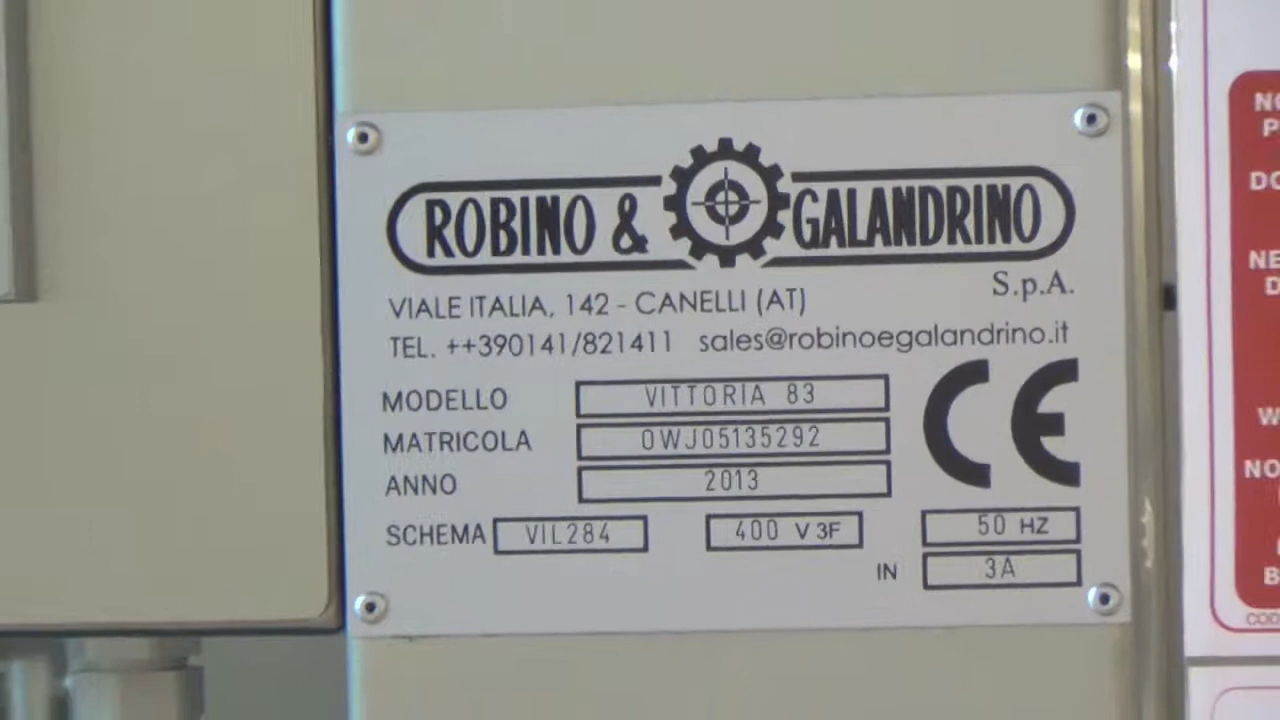 ROBINO & GALANDRINO
S.p.A.
VIALE ITALIA, 142 - CANELLI (AT)
TEL. ++390141/821411 sales@robinoegalandrino.it
MODELLO VITTORIA 83
MATRICOLA 0WJ05135292
ANNO 2013
CE
SCHEMA VIL284 400 V 3F 50 HZ
IN 3A